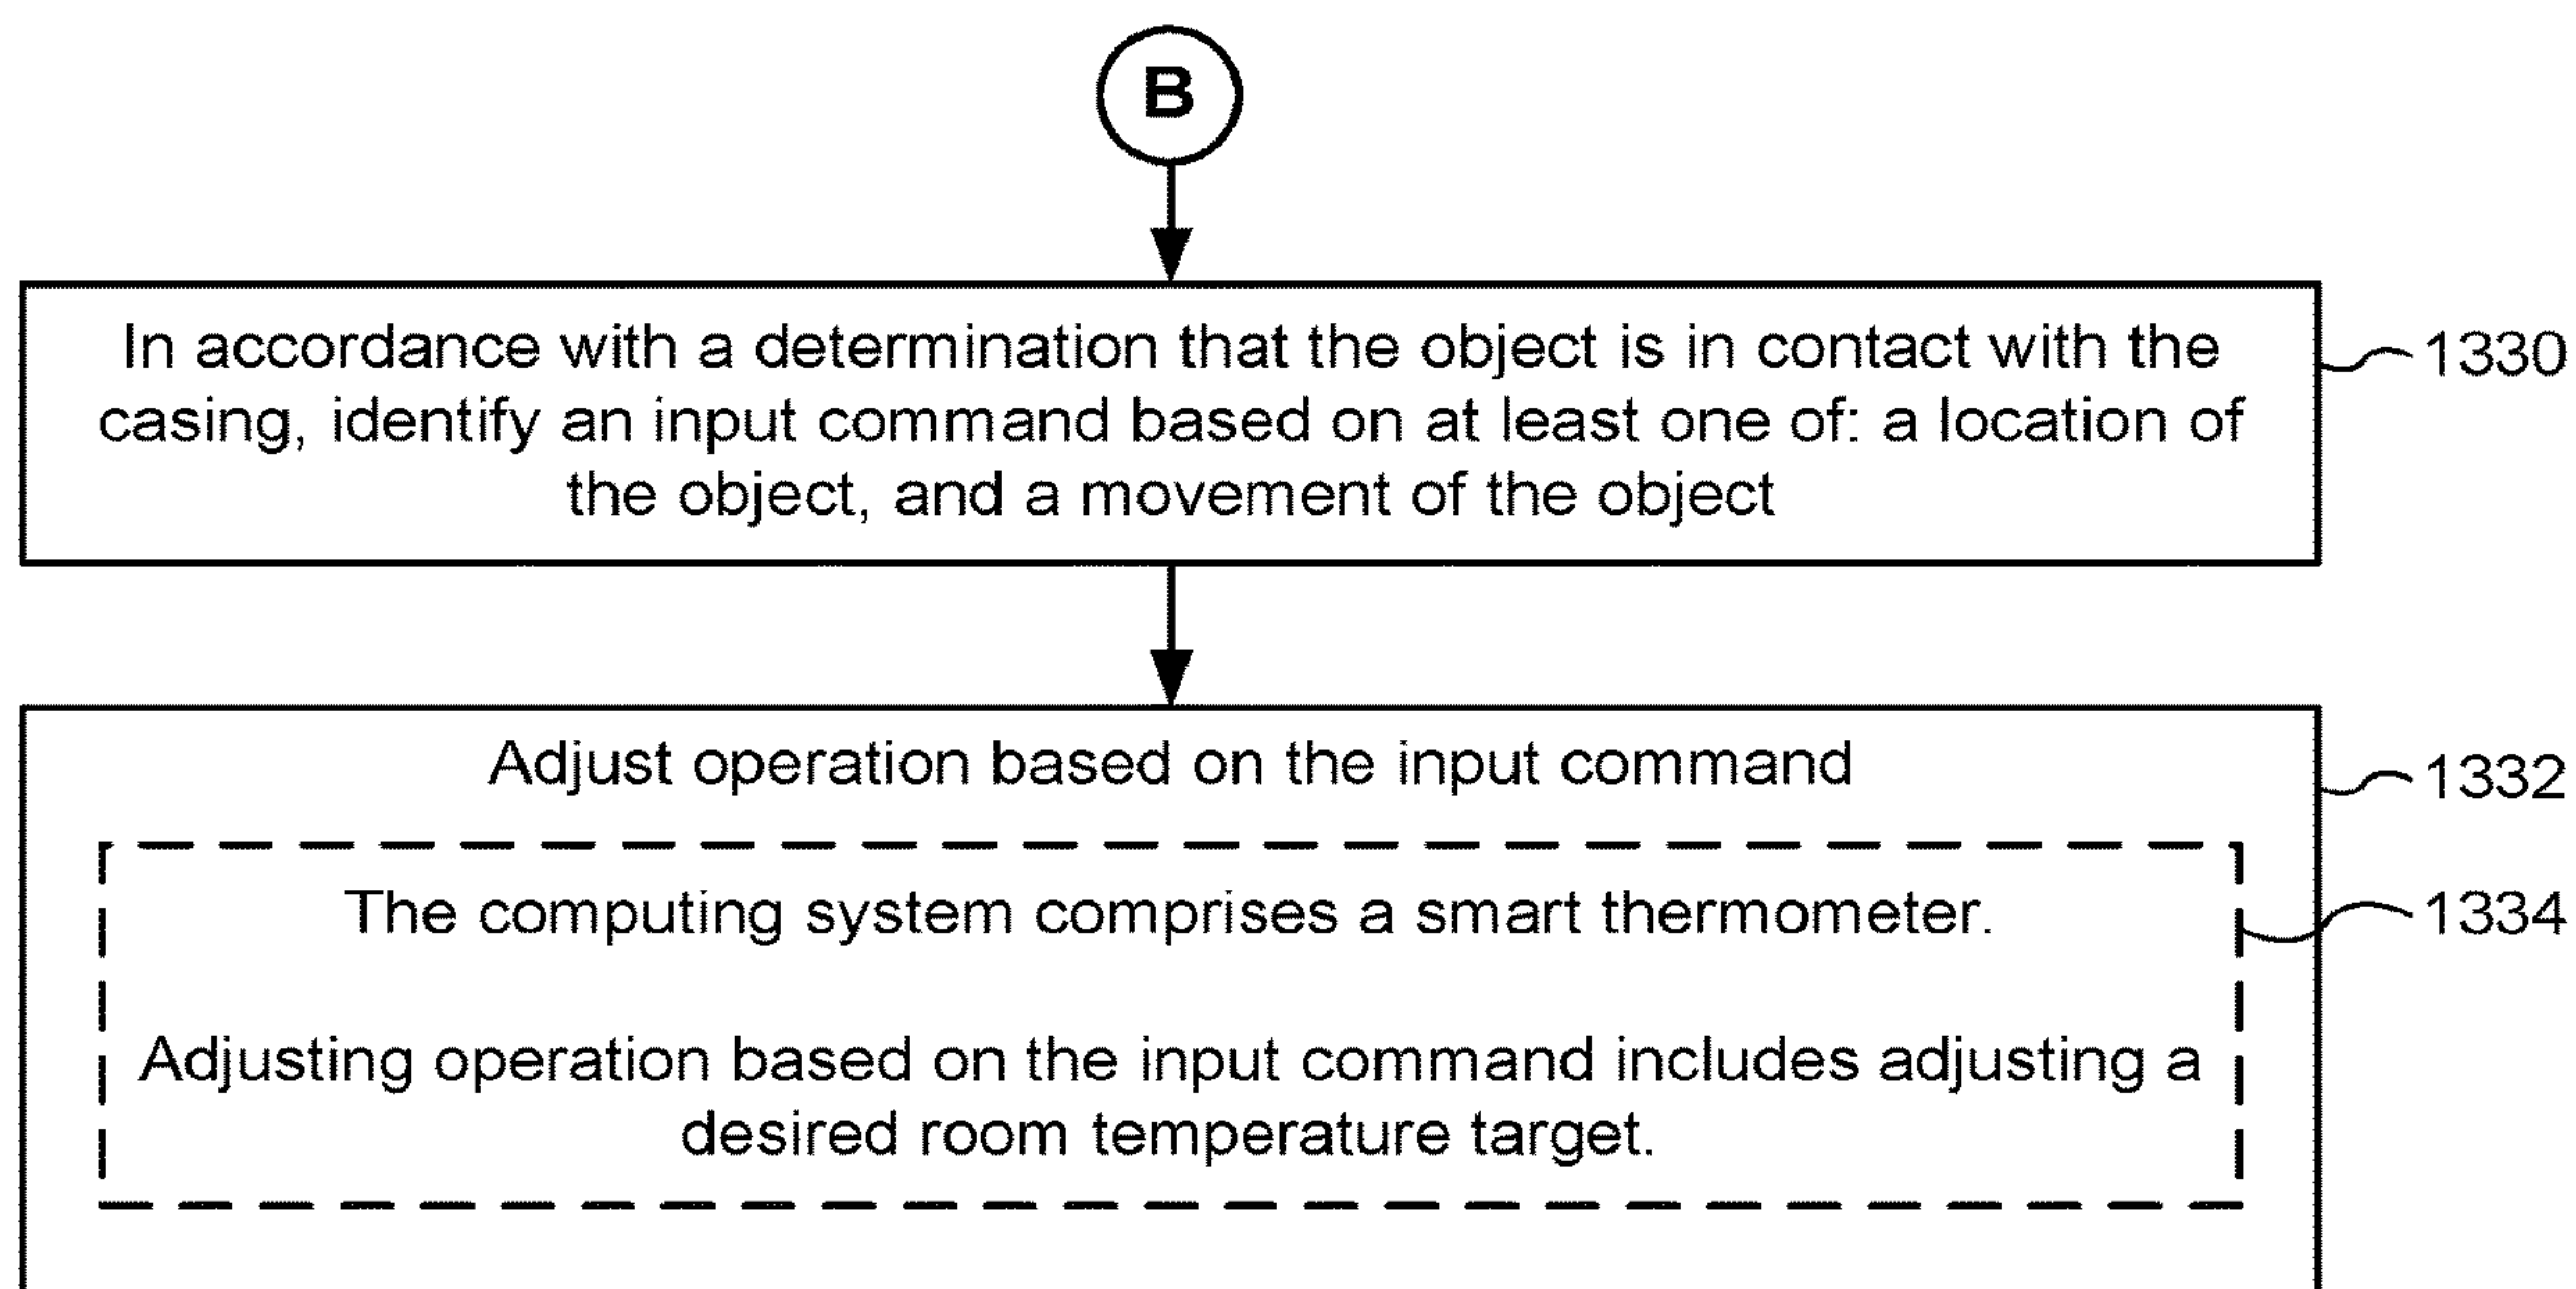 B
In accordance with a determination that the object is in contact with the
casing, identify an input command based on at least one of: a location of
the object, and a movement of the object
1330
Adjust operation based on the input command
1332
The computing system comprises a smart thermometer.
1334
Adjusting operation based on the input command includes adjusting a
desired room temperature target.